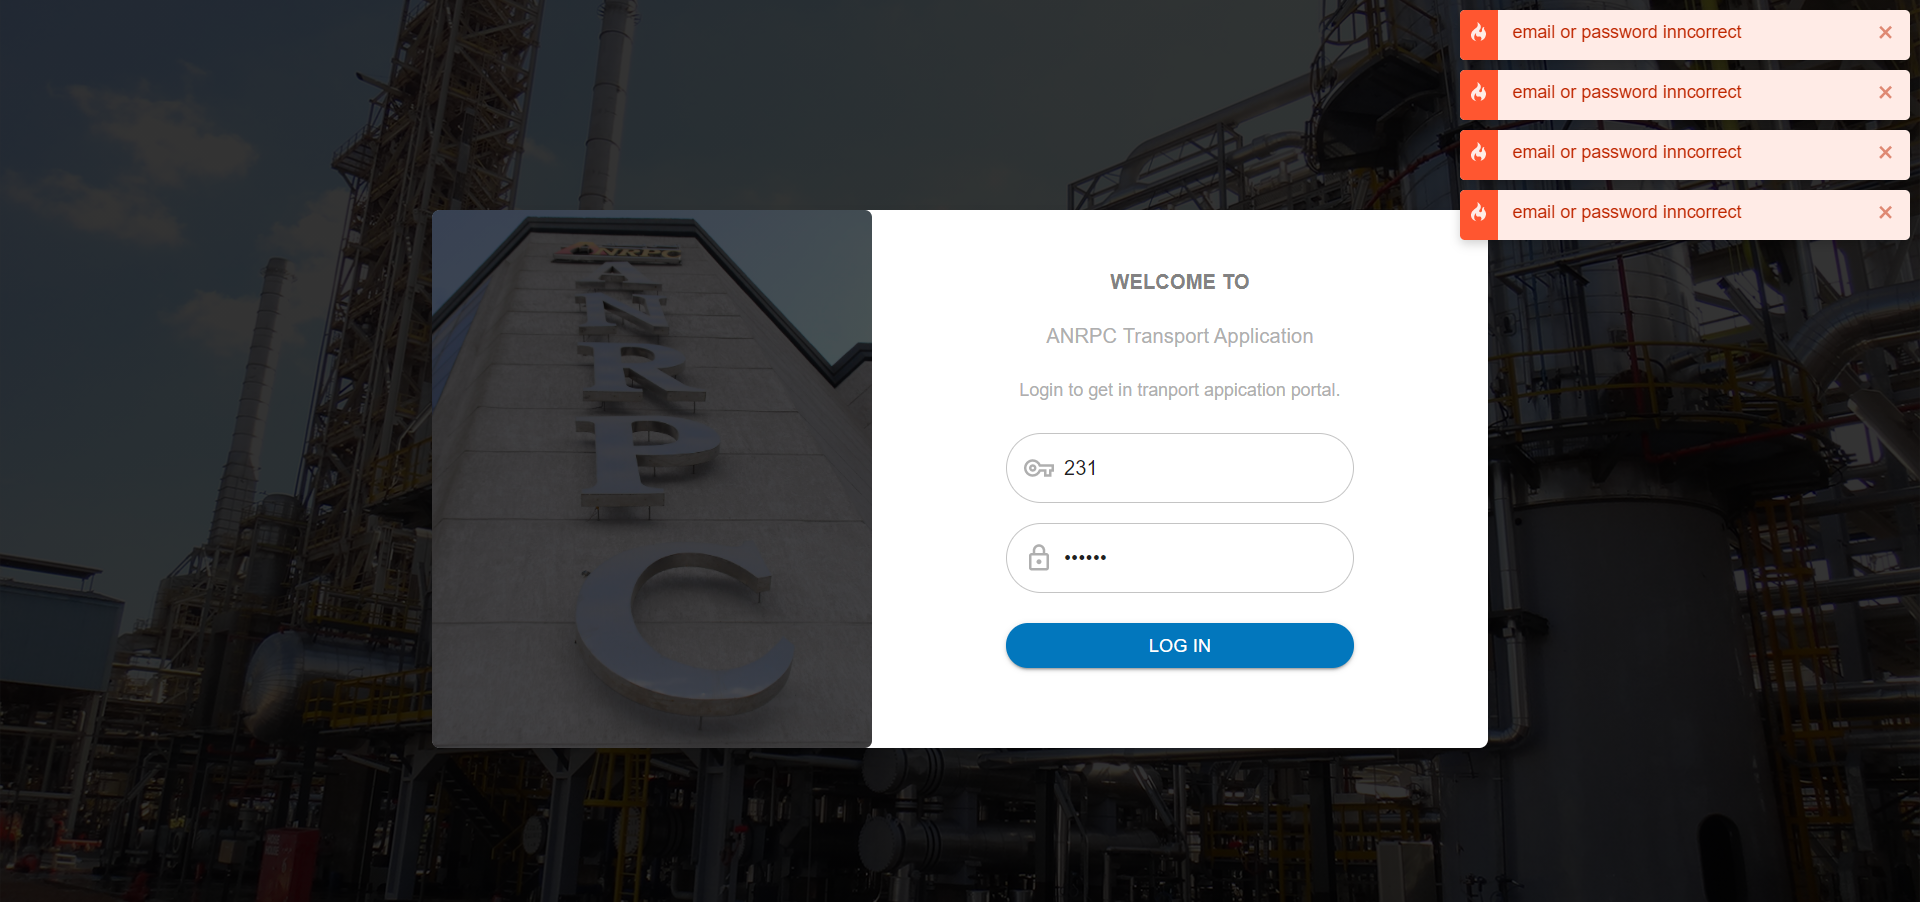 email or password inncorrect
email or password inncorrect
email or password inncorrect
email or password inncorrect
ANRPC
A
N
R
P
C
WELCOME TO
ANRPC Transport Application
Login to get in tranport appication portal.
231
••••••
LOG IN